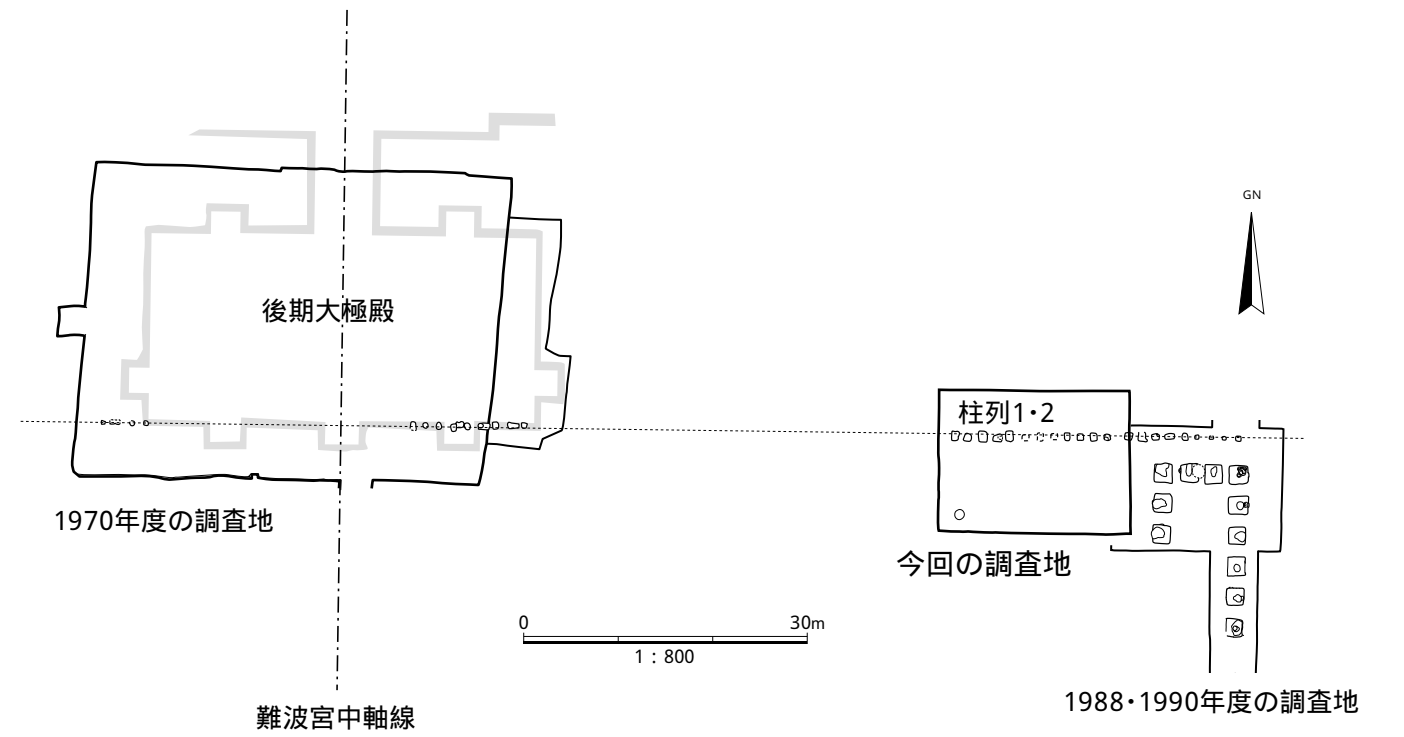 GN
後期大極殿
柱列1・2
1970年度の調査地
今回の調査地
0 30m
1：800
1988・1990年度の調査地
難波宮中軸線